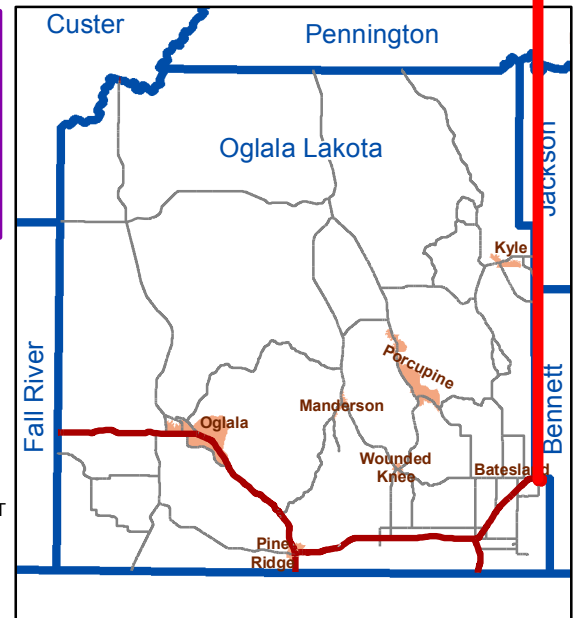 Custer
Pennington
Oglala Lakota
Jackson
Kyle
Fall River
Porcupine
Bennett
Manderson
Oglala
Wounded
Knee
Batesland
T
Pine
Ridge